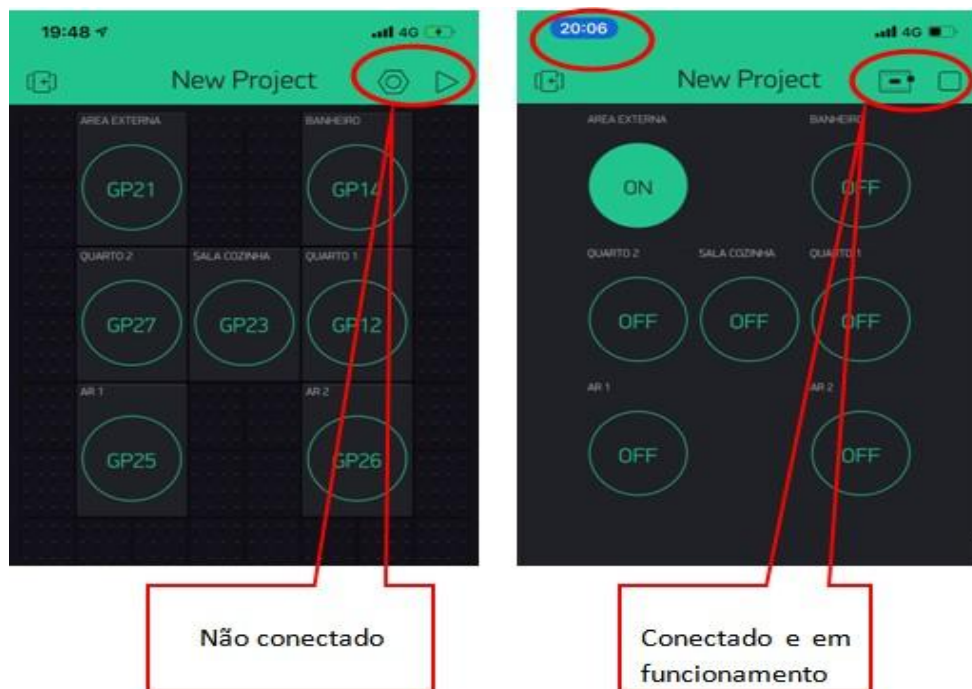 19:48
4G
New Project
AREA EXTERNA
BANHEIRO
GP21
GP14
QUARTO 2
SALA COZINHA
QUARTO 1
GP27
GP23
GP12
AR 1
AR 2
GP25
GP26
Não conectado
20:06
4G
New Project
AREA EXTERNA
BANHEIRO
ON
OFF
QUARTO 2
SALA COZINHA
QUARTO 1
OFF
OFF
OFF
AR 1
AR 2
OFF
OFF
Conectado e em
funcionamento